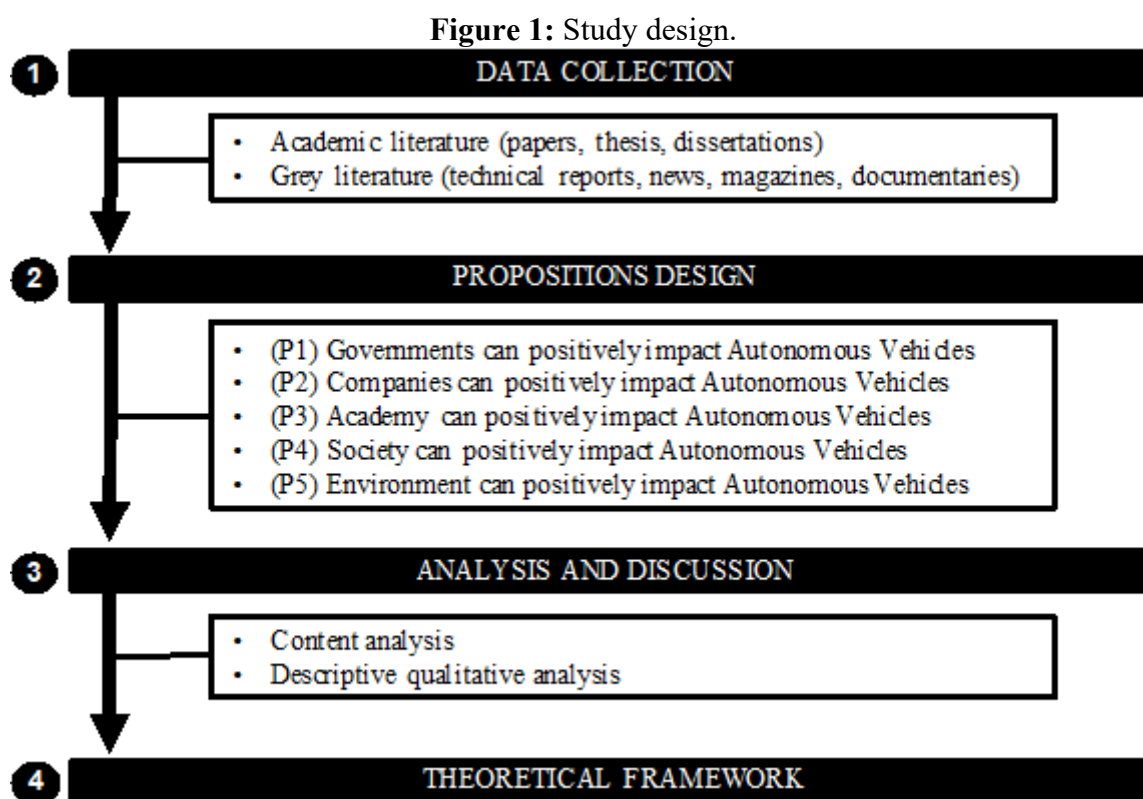 Figure 1: Study design.
1 DATA COLLECTION
• Academic literature (papers, thesis, dissertations)
• Grey literature (technical reports, news, magazines, documentaries)
2 PROPOSITIONS DESIGN
• (P1) Governments can positively impact Autonomous Vehicles
• (P2) Companies can positively impact Autonomous Vehicles
• (P3) Academy can positively impact Autonomous Vehicles
• (P4) Society can positively impact Autonomous Vehicles
• (P5) Environment can positively impact Autonomous Vehicles
3 ANALYSIS AND DISCUSSION
• Content analysis
• Descriptive qualitative analysis
4 THEORETICAL FRAMEWORK